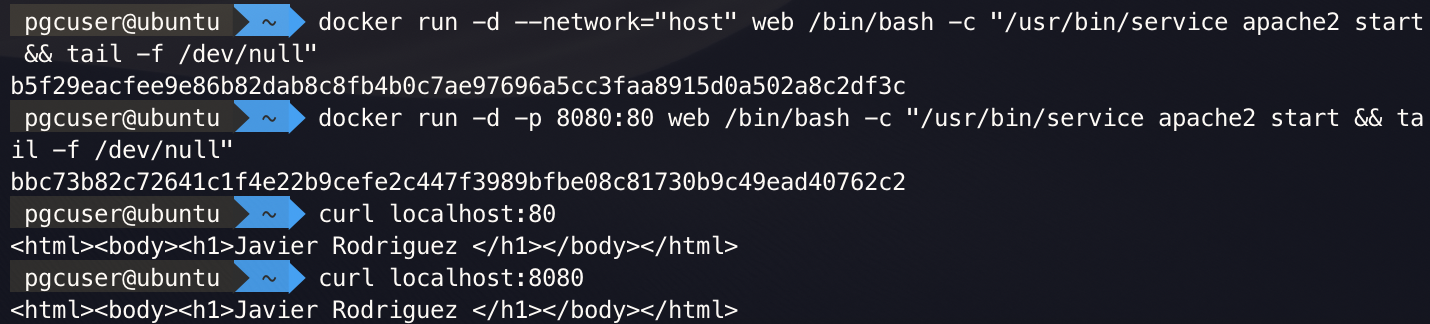 pgcuser@ubuntu ~ docker run -d --network="host" web /bin/bash -c "/usr/bin/service apache2 start
&& tail -f /dev/null"
b5f29eacfee9e86b82dab8c8fb4b0c7ae97696a5cc3faa8915d0a502a8c2df3c
pgcuser@ubuntu ~ docker run -d -p 8080:80 web /bin/bash -c "/usr/bin/service apache2 start && ta
il -f /dev/null"
bbc73b82c72641c1f4e22b9cefe2c447f3989bfbe08c81730b9c49ead40762c2
pgcuser@ubuntu ~ curl localhost:80
<html><body><h1>Javier Rodriguez </h1></body></html>
pgcuser@ubuntu ~ curl localhost:8080
<html><body><h1>Javier Rodriguez </h1></body></html>